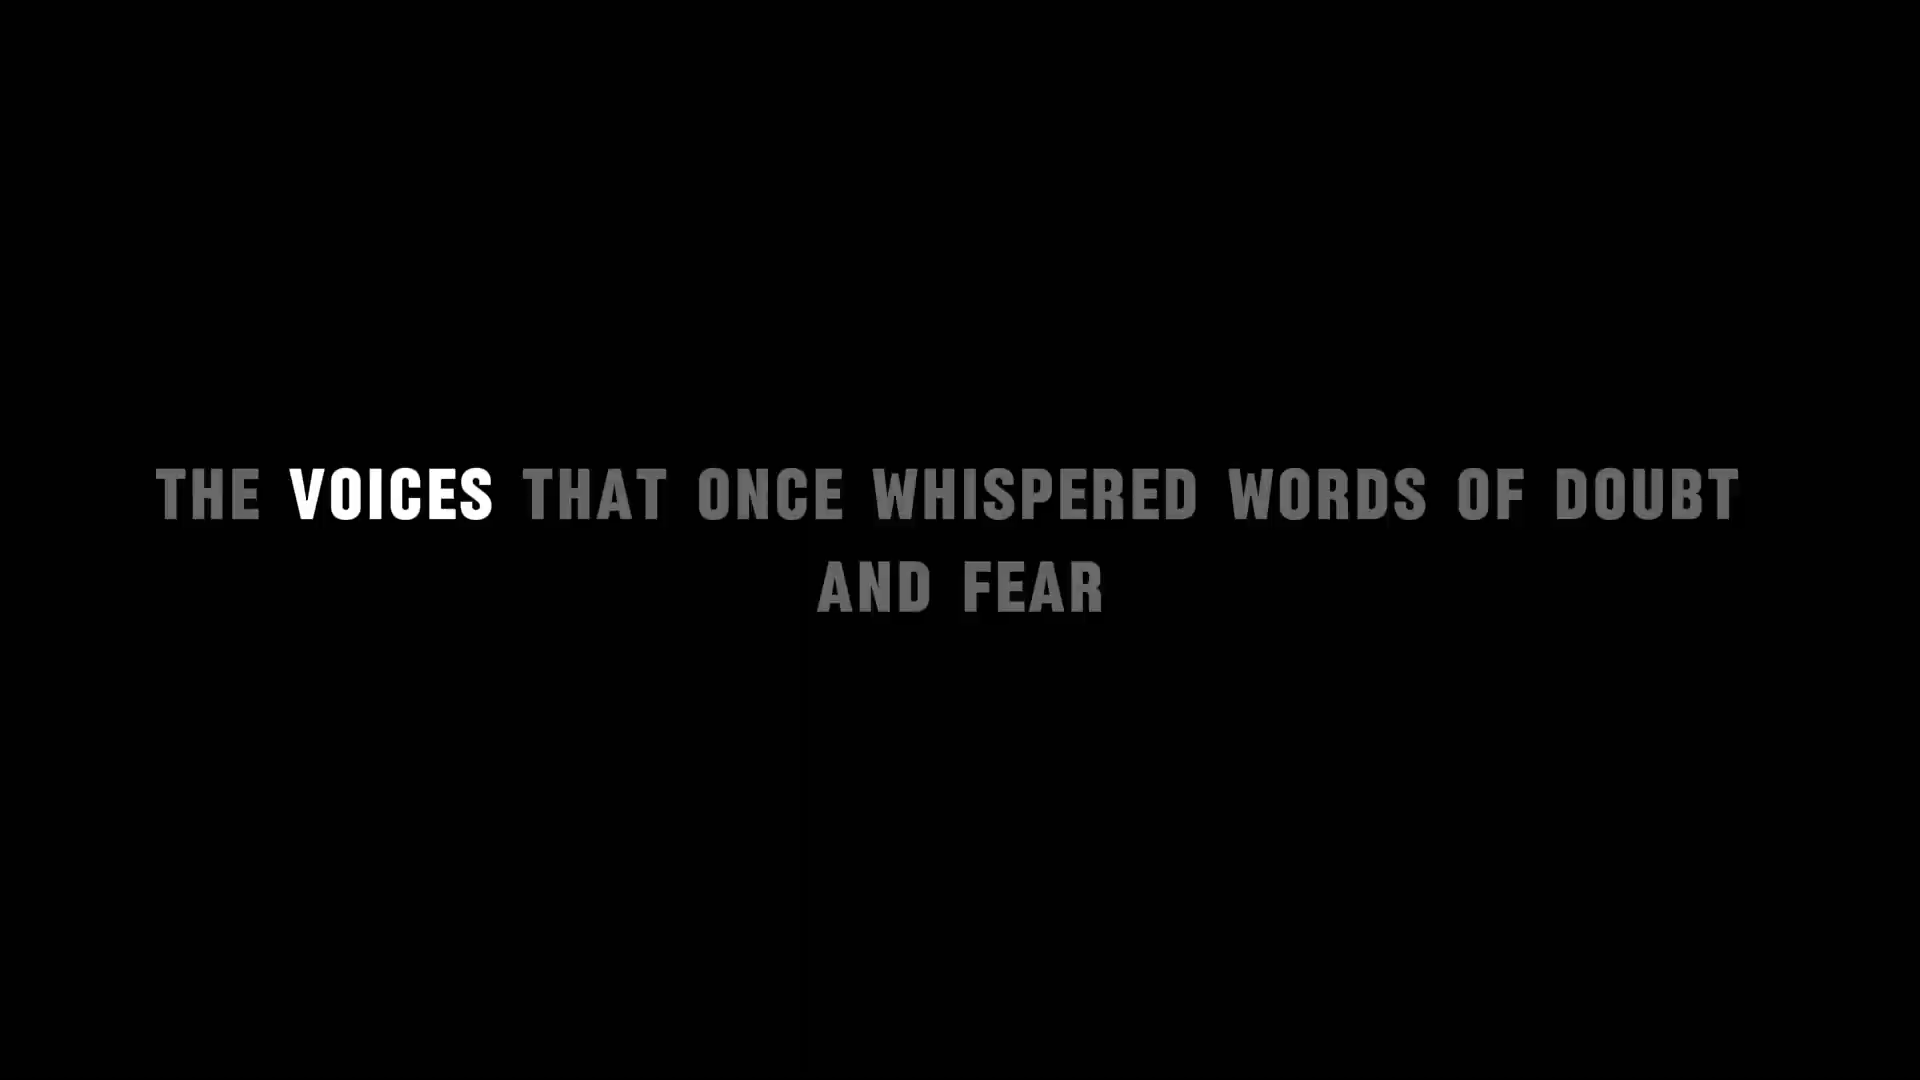 THE VOICES THAT ONCE WHISPERED WORDS OF DOUBT
AND FEAR